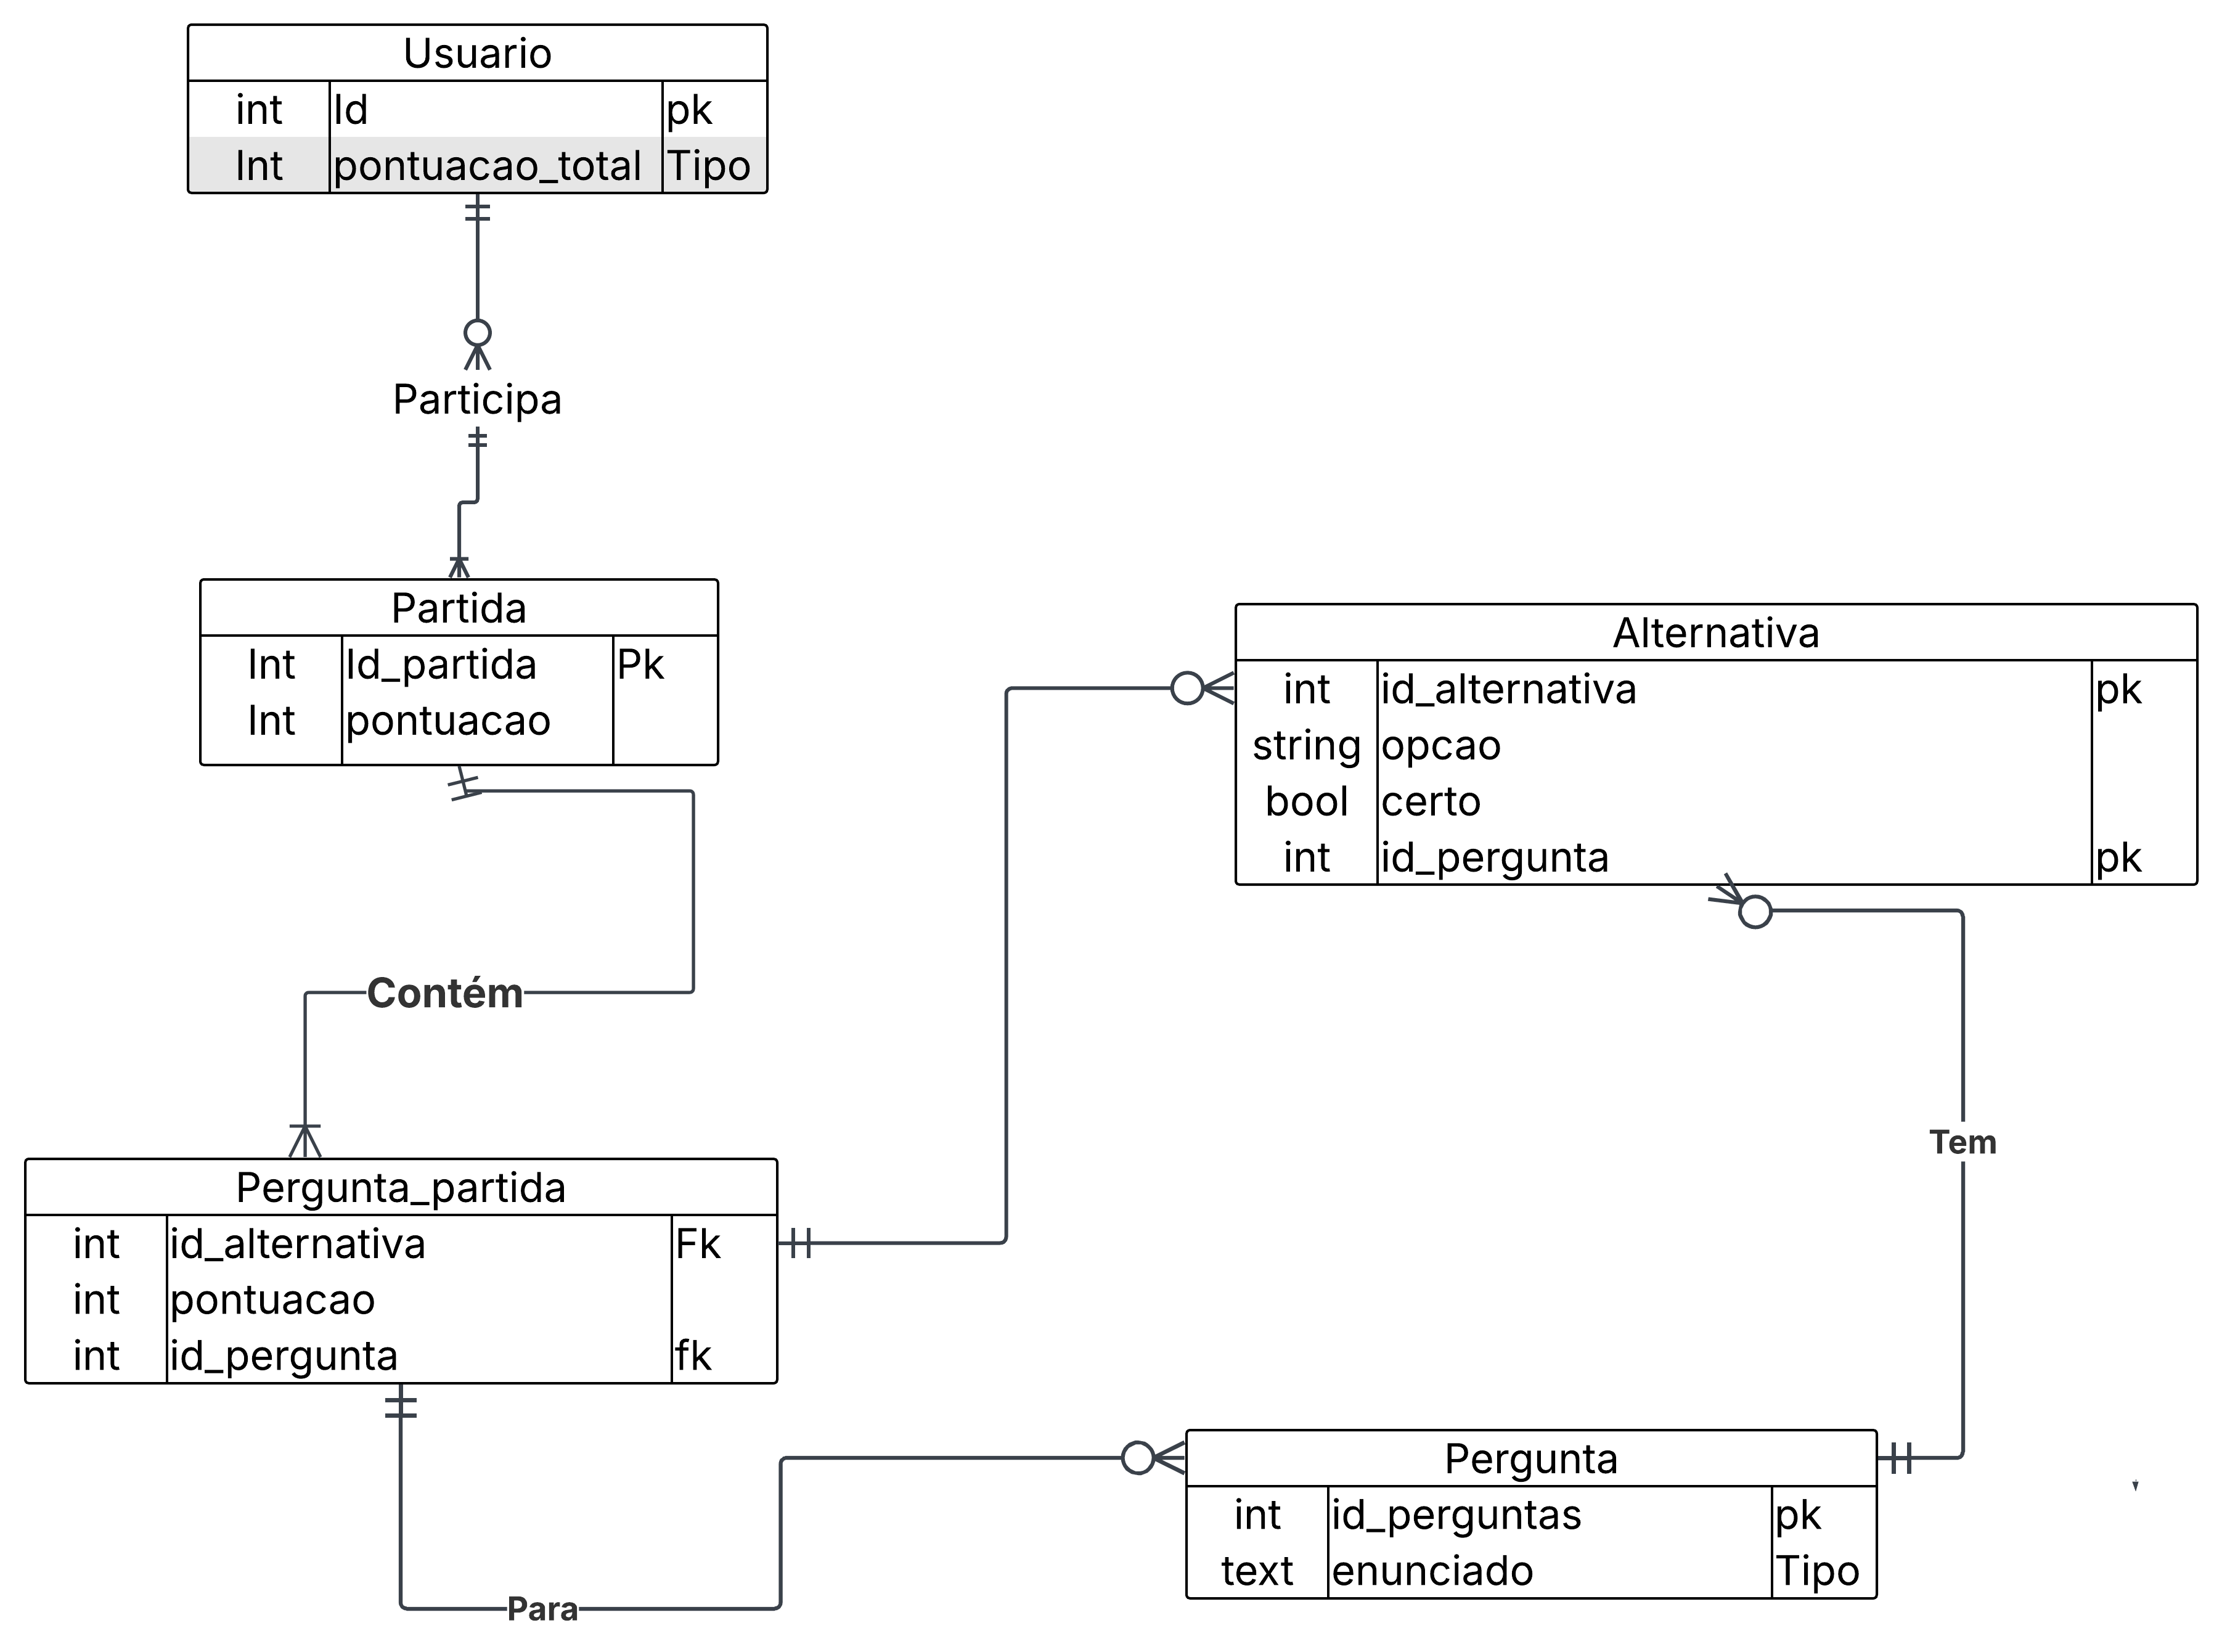 Usuario
int Id pk
Int pontuacao_total Tipo
Participa
Partida
Int Id_partida Pk
Int pontuacao
Alternativa
int id_alternativa pk
string opcao
bool certo
int id_pergunta pk
Contém
Tem
Pergunta_partida
int id_alternativa Fk
int pontuacao
int id_pergunta fk
Pergunta
int id_perguntas pk
text enunciado Tipo
Para